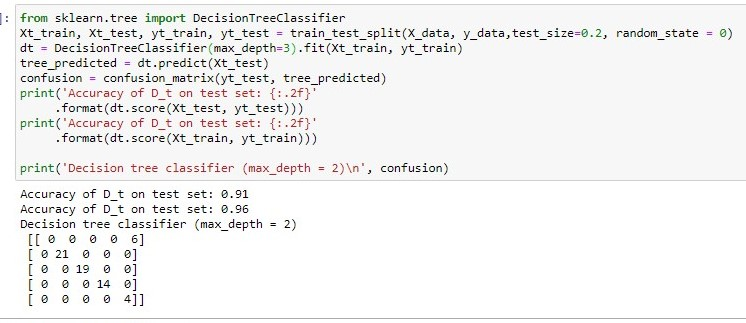 ]: from sklearn.tree import DecisionTreeClassifier
Xt_train, Xt_test, yt_train, yt_test = train_test_split(X_data, y_data,test_size=0.2, random_state = 0)
dt = DecisionTreeClassifier(max_depth=3).fit(Xt_train, yt_train)
tree_predicted = dt.predict(Xt_test)
confusion = confusion_matrix(yt_test, tree_predicted)
print('Accuracy of D_t on test set: {:.2f}'
     .format(dt.score(Xt_test, yt_test)))
print('Accuracy of D_t on test set: {:.2f}'
     .format(dt.score(Xt_train, yt_train)))
print('Decision tree classifier (max_depth = 2)\n', confusion)
Accuracy of D_t on test set: 0.91
Accuracy of D_t on test set: 0.96
Decision tree classifier (max_depth = 2)
 [[ 0  0  0  0  6]
 [ 0 21  0  0  0]
 [ 0  0 19  0  0]
 [ 0  0  0 14  0]
 [ 0  0  0  0  4]]